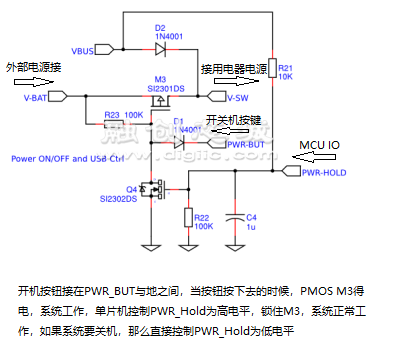 D2
1N4001
VBUS
R21
10K
外部电源接
M3
SI2301DS
接用电器电源
V-BAT
V-SW
R23 100K
融创芯城
D1
1N4001
开关机按键
PWR-BUT
www.digiic.com
Power ON/OFF and USB Ctrl
MCU IO
PWR-HOLD
Q4
SI2302DS
R22
100K
C4
1u
开机按钮接在PWR_BUT与地之间，当按钮按下去的时候，PMOS M3得
电，系统工作，单片机控制PWR_Hold为高电平，锁住M3，系统正常工
作，如果系统要关机，那么直接控制PWR_Hold为低电平